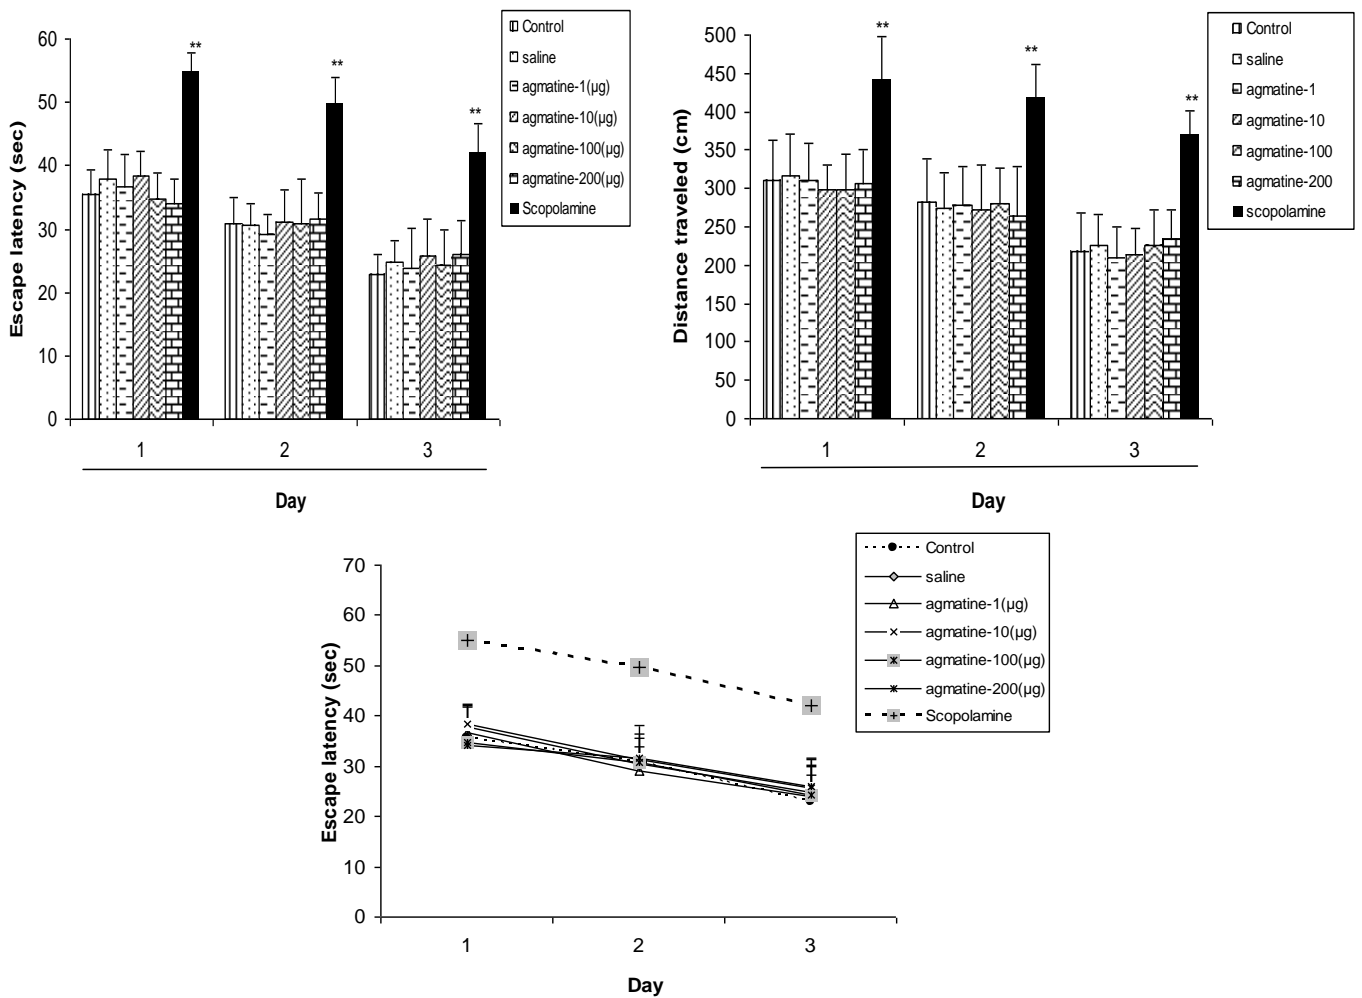 Escape latency (sec)
60
50
40
30
20
10
0
**
**
**
1
2
3
Day
Control
saline
agmatine-1(µg)
agmatine-10(µg)
agmatine-100(µg)
agmatine-200(µg)
Scopolamine
Distance traveled (cm)
500
450
400
350
300
250
200
150
100
50
0
**
**
**
1
2
3
Day
Control
saline
agmatine-1
agmatine-10
agmatine-100
agmatine-200
scopolamine
Escape latency (sec)
70
60
50
40
30
20
10
0
1
2
3
Day
Control
saline
agmatine-1(µg)
agmatine-10(µg)
agmatine-100(µg)
agmatine-200(µg)
Scopolamine